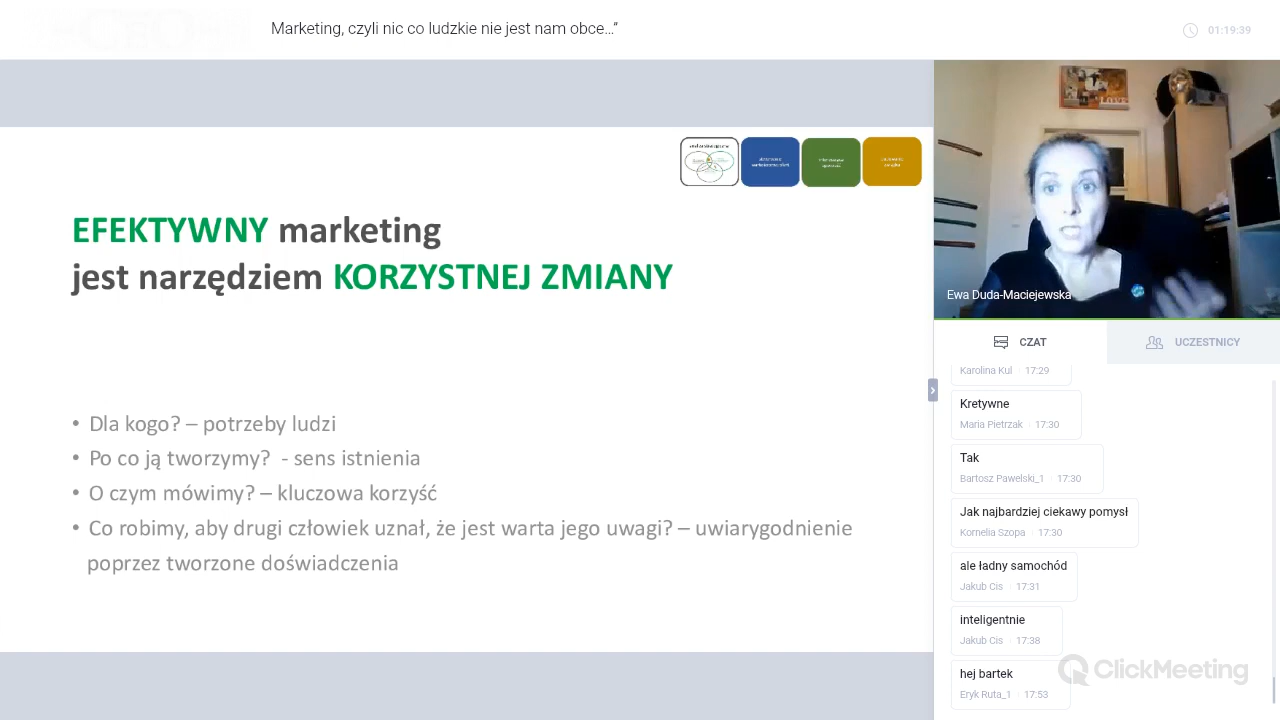 Marketing, czyli nic co ludzkie nie jest nam obce..."
01:19:39
EFEKTYWNY marketing
jest narzędziem KORZYSTNEJ ZMIANY
• Dla kogo? – potrzeby ludzi
• Po co ją tworzymy?  - sens istnienia
• O czym mówimy? – kluczowa korzyść
• Co robimy, aby drugi człowiek uznał, że jest warta jego uwagi? – uwiarygodnienie
poprzez tworzone doświadczenia
Ewa Duda-Maciejewska
CZAT
UCZESTNICY
Karolina Kul · 17:29
Kretywne
Maria Pietrzak · 17:30
Tak
Bartosz Pawelski_1 · 17:30
Jak najbardziej ciekawy pomysł
Kornelia Szopa · 17:30
ale ładny samochód
Jakub Cis · 17:31
inteligentnie
Jakub Cis · 17:38
hej bartek
Eryk Ruta_1 · 17:53
ClickMeeting